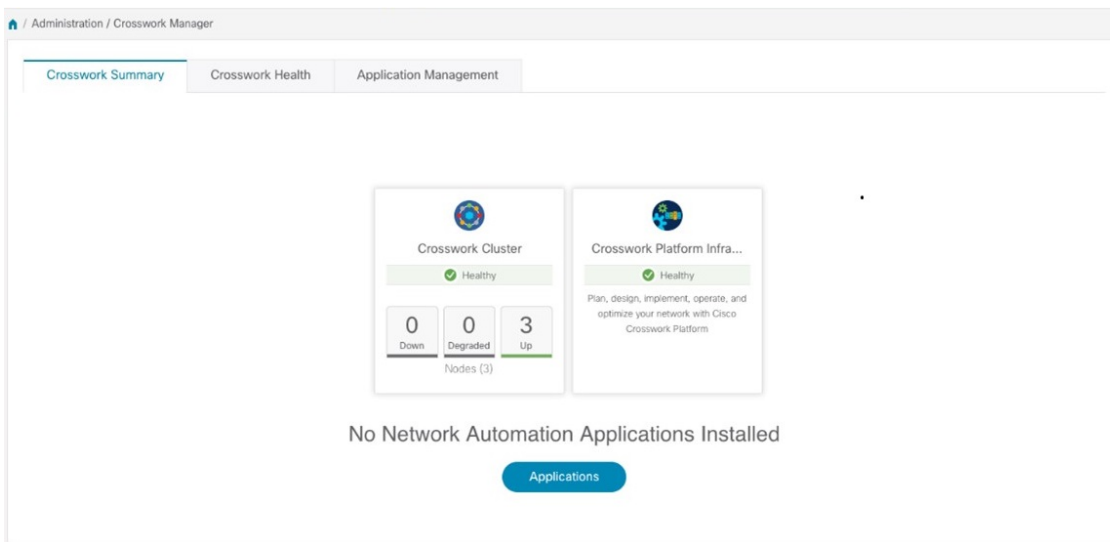 / Administration / Crosswork Manager
Crosswork Summary
Crosswork Health
Application Management
Crosswork Cluster
Healthy
0
Down
0
Degraded
3
Up
Nodes (3)
Crosswork Platform Infra...
Healthy
Plan, design, implement, operate, and
optimize your network with Cisco
Crosswork Platform
No Network Automation Applications Installed
Applications